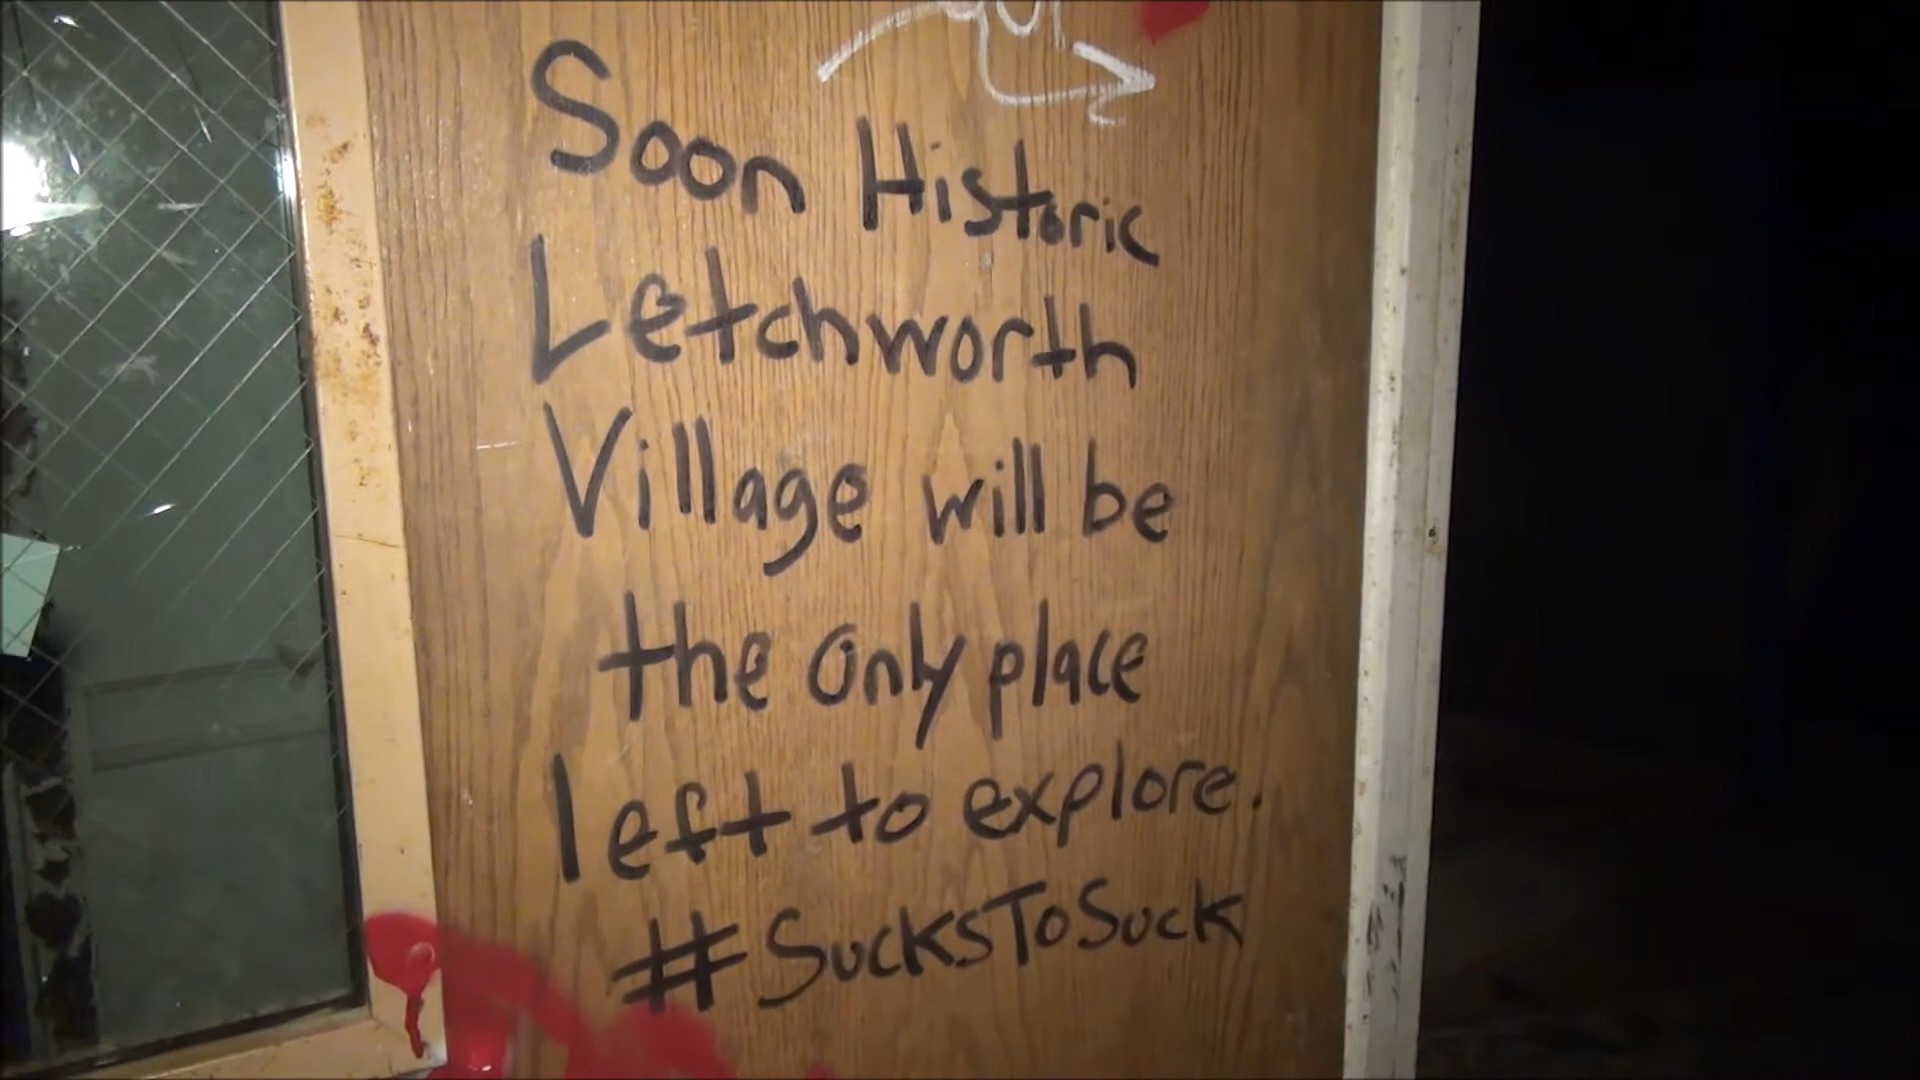 Soon Historic
Letchworth
Village will be
the only place
left to explore.
#SucksToSuck